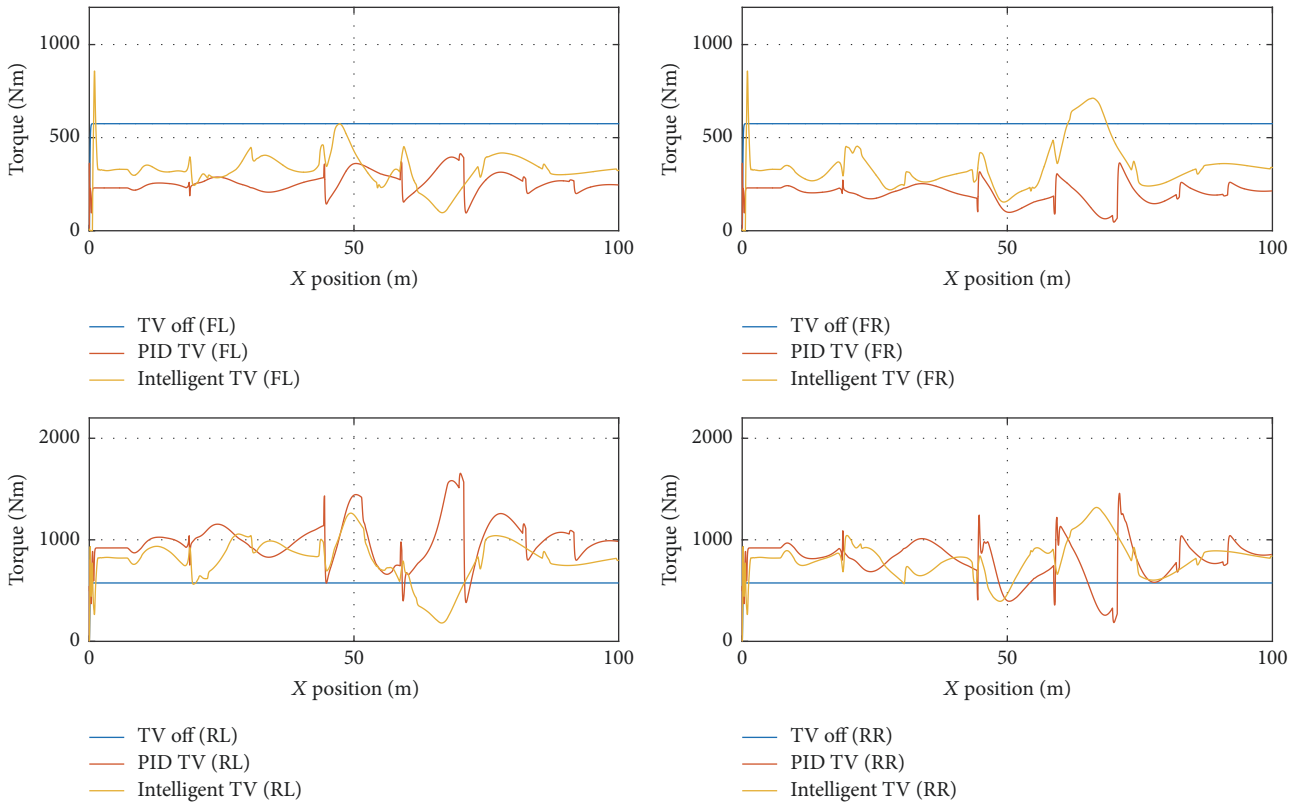 Torque (Nm)
1000
500
0
0
50
100
X position (m)
TV off (FL)
PID TV (FL)
Intelligent TV (FL)
Torque (Nm)
1000
500
0
0
50
100
X position (m)
TV off (FR)
PID TV (FR)
Intelligent TV (FR)
Torque (Nm)
2000
1000
0
0
50
100
X position (m)
TV off (RL)
PID TV (RL)
Intelligent TV (RL)
Torque (Nm)
2000
1000
0
0
50
100
X position (m)
TV off (RR)
PID TV (RR)
Intelligent TV (RR)